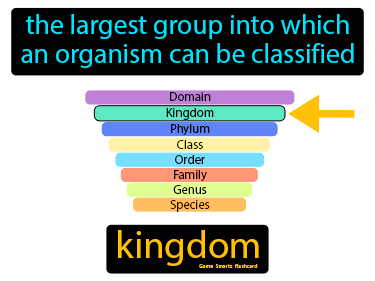 the largest group into which
an organism can be classified
Domain
Kingdom
Phylum
Class
Order
Family
Genus
Species
kingdom
Game Smartz flashcard